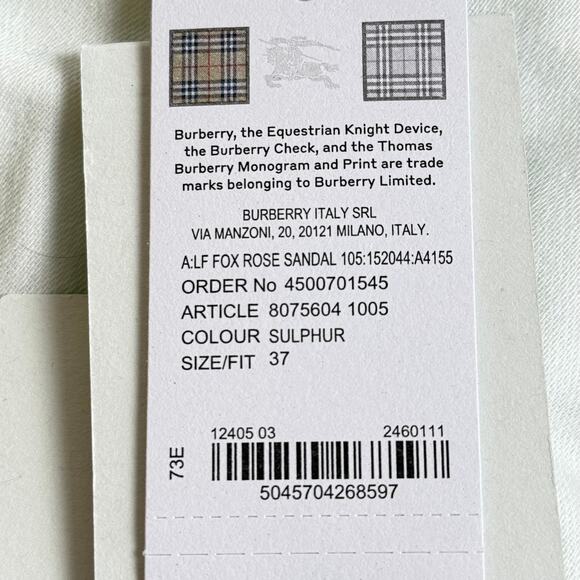 Burberry, the Equestrian Knight Device,
the Burberry Check, and the Thomas
Burberry Monogram and Print are trade
marks belonging to Burberry Limited.
BURBERRY ITALY SRL
VIA MANZONI, 20, 20121 MILANO, ITALY.
A:LF FOX ROSE SANDAL 105:152044:A4155
ORDER No 4500701545
ARTICLE 8075604 1005
COLOUR SULPHUR
SIZE/FIT 37
73E
12405 03 2460111
5045704268597